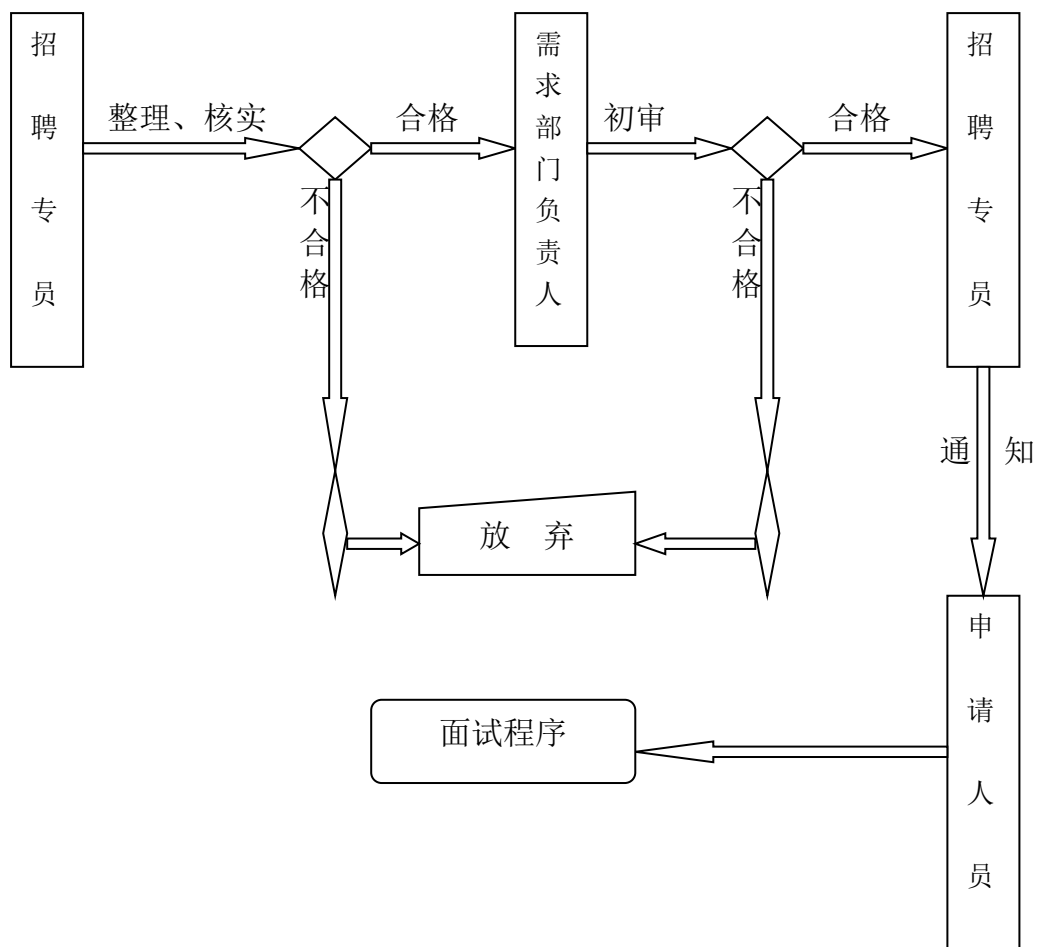 招聘专员
整理、核实
合格
不合格
需求部门负责人
初审
合格
不合格
招聘专员
通知
放 弃
申请人员
面试程序